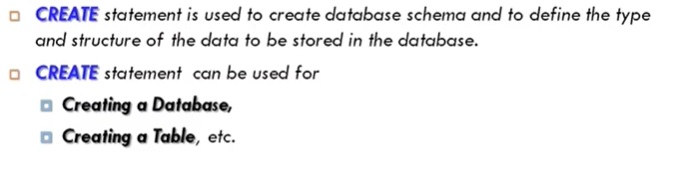 CREATE statement is used to create database schema and to define the type
and structure of the data to be stored in the database.
CREATE statement can be used for
Creating a Database,
Creating a Table, etc.